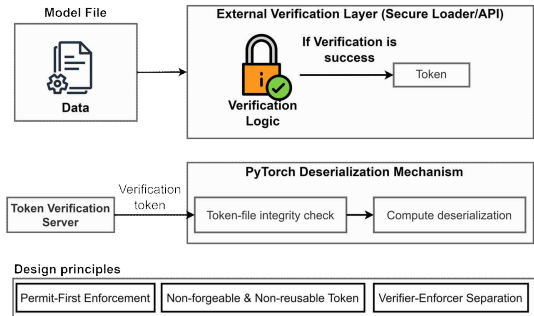 Model File
Data
External Verification Layer (Secure Loader/API)
If Verification is
success
Verification
Logic
Token
PyTorch Deserialization Mechanism
Token Verification
Server
Verification
token
Token-file integrity check
Compute deserialization
Design principles
Permit-First Enforcement
Non-forgeable & Non-reusable Token
Verifier-Enforcer Separation